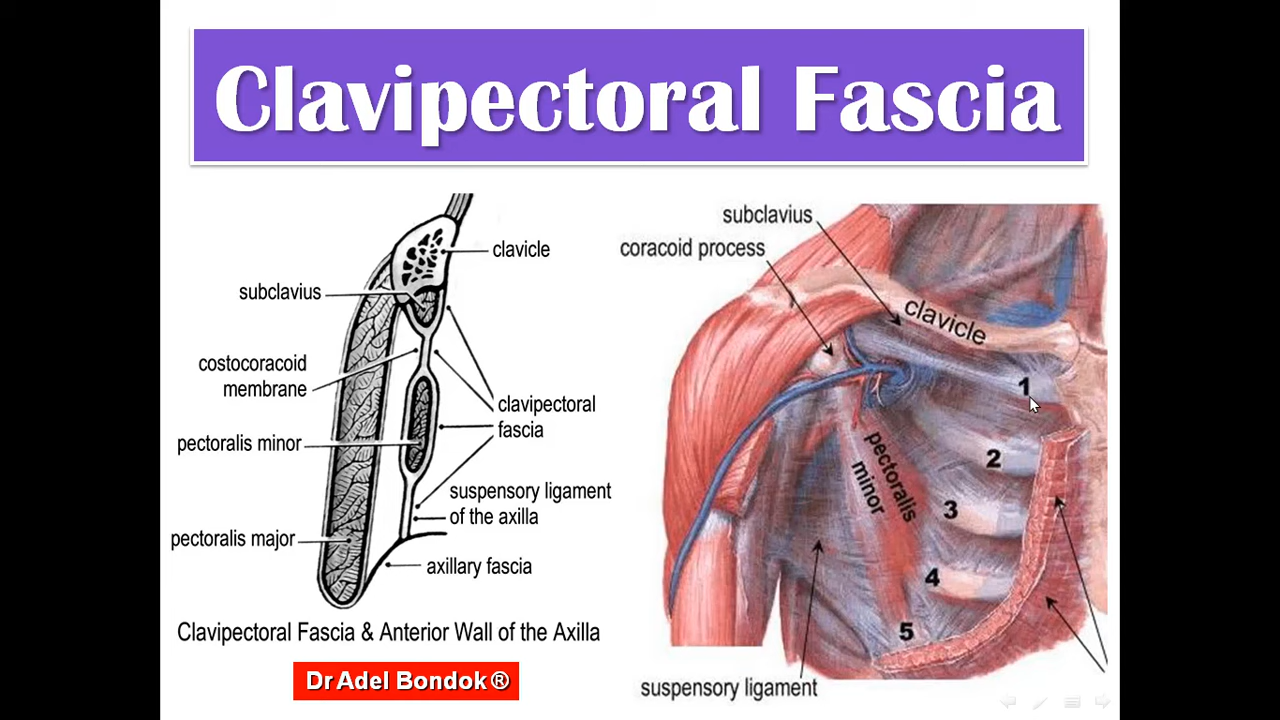 Clavipectoral Fascia
clavicle
subclavius
costocoracoid
membrane
clavipectoral
fascia
pectoralis minor
suspensory ligament
of the axilla
pectoralis major
axillary fascia
Clavipectoral Fascia & Anterior Wall of the Axilla
Dr Adel Bondok ®
subclavius
coracoid process
clavicle
1
2
pectoralis
minor
3
4
5
suspensory ligament